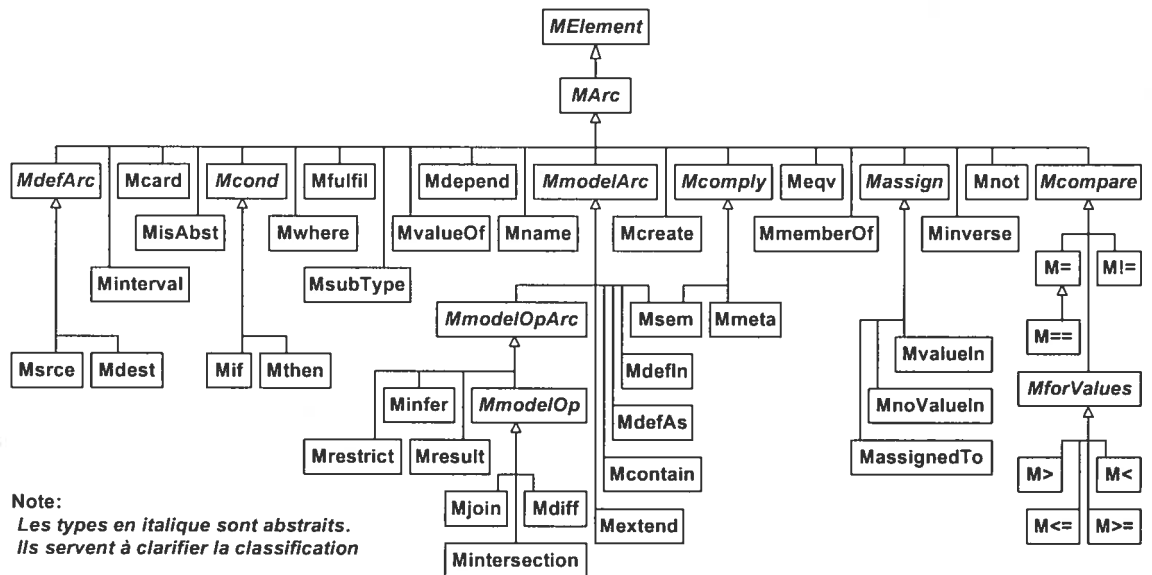 MElement
MArc
MdefArc
Mcard
Mcond
Mfulfil
Mdepend
MmodelArc
Mcomply
Meqv
Massign
Mnot
Mcompare
MisAbst
Mwhere
MvalueOf
Mname
Mcreate
MmemberOf
Minverse
Minterval
MsubType
M=
M!=
MmodelOpArc
Msem
Mmeta
M==
Msrce
Mdest
Mif
Mthen
MdefIn
MvalueIn
Minfer
MmodelOp
MnoValueIn
MforValues
MdefAs
Mrestrict
Mresult
MassignedTo
Mcontain
M>
M<
Mjoin
Mdiff
Mextend
M<=
M>=
Mintersection
Note:
Les types en italique sont abstraits.
Ils servent à clarifier la classification